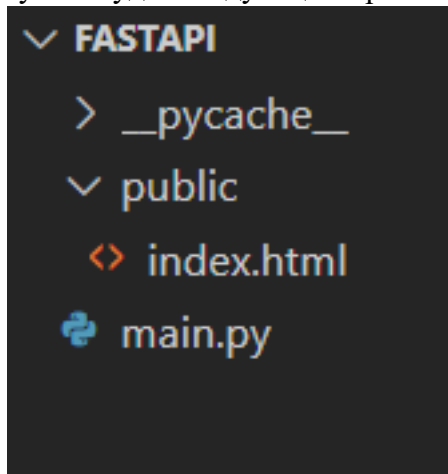 FASTAPI
__pycache__
public
<> index.html
main.py